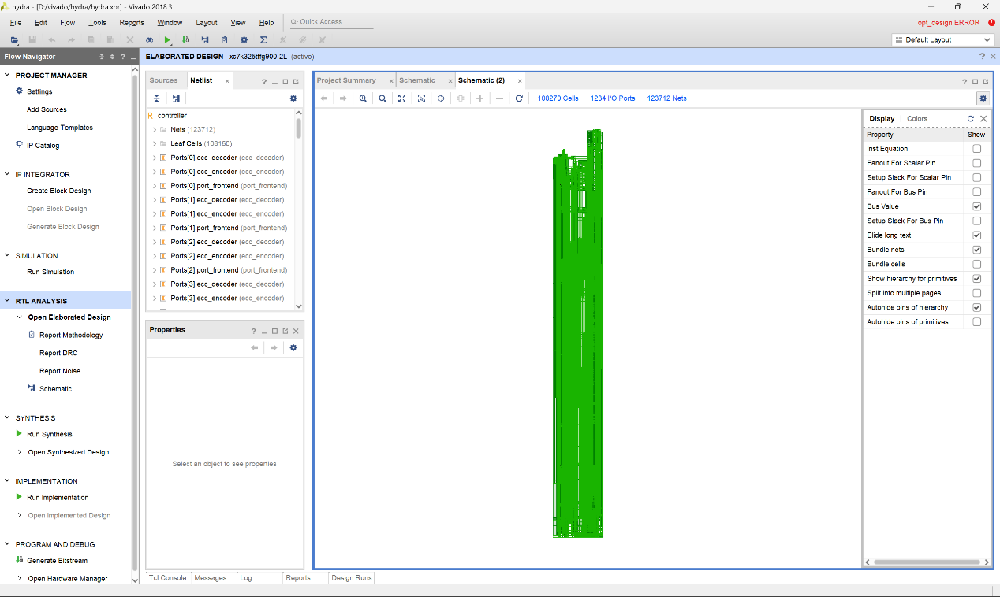 hydra - [D:/vivado/hydra/hydra.xpr] - Vivado 2018.3
File Edit Flow Tools Reports Window Layout View Help Quick Access
opt_design ERROR
Default Layout
Flow Navigator
ELABORATED DESIGN - xc7k325tffg900-2L (active)
PROJECT MANAGER
Settings
Add Sources
Language Templates
IP Catalog
IP INTEGRATOR
Create Block Design
Open Block Design
Generate Block Design
SIMULATION
Run Simulation
RTL ANALYSIS
Open Elaborated Design
Report Methodology
Report DRC
Report Noise
Schematic
SYNTHESIS
Run Synthesis
Open Synthesized Design
IMPLEMENTATION
Run Implementation
Open Implemented Design
PROGRAM AND DEBUG
Generate Bitstream
Open Hardware Manager
Sources Netlist
controller
Nets (123712)
Leaf Cells (108160)
Ports[0].ecc_decoder (ecc_decoder)
Ports[0].ecc_encoder (ecc_encoder)
Ports[0].port_frontend (port_frontend)
Ports[1].ecc_decoder (ecc_decoder)
Ports[1].ecc_encoder (ecc_encoder)
Ports[1].port_frontend (port_frontend)
Ports[2].ecc_decoder (ecc_decoder)
Ports[2].ecc_encoder (ecc_encoder)
Ports[2].port_frontend (port_frontend)
Ports[3].ecc_decoder (ecc_decoder)
Ports[3].ecc_encoder (ecc_encoder)
Properties
Select an object to see properties
Project Summary Schematic Schematic (2)
108270 Cells 1234 I/O Ports 123712 Nets
Display | Colors
Property Show
Inst Equation
Fanout For Scalar Pin
Setup Slack For Scalar Pin
Fanout For Bus Pin
Bus Value
Setup Slack For Bus Pin
Elide long text
Bundle nets
Bundle cells
Show hierarchy for primitives
Split into multiple pages
Autohide pins of hierarchy
Autohide pins of primitives
Tcl Console Messages Log Reports Design Runs